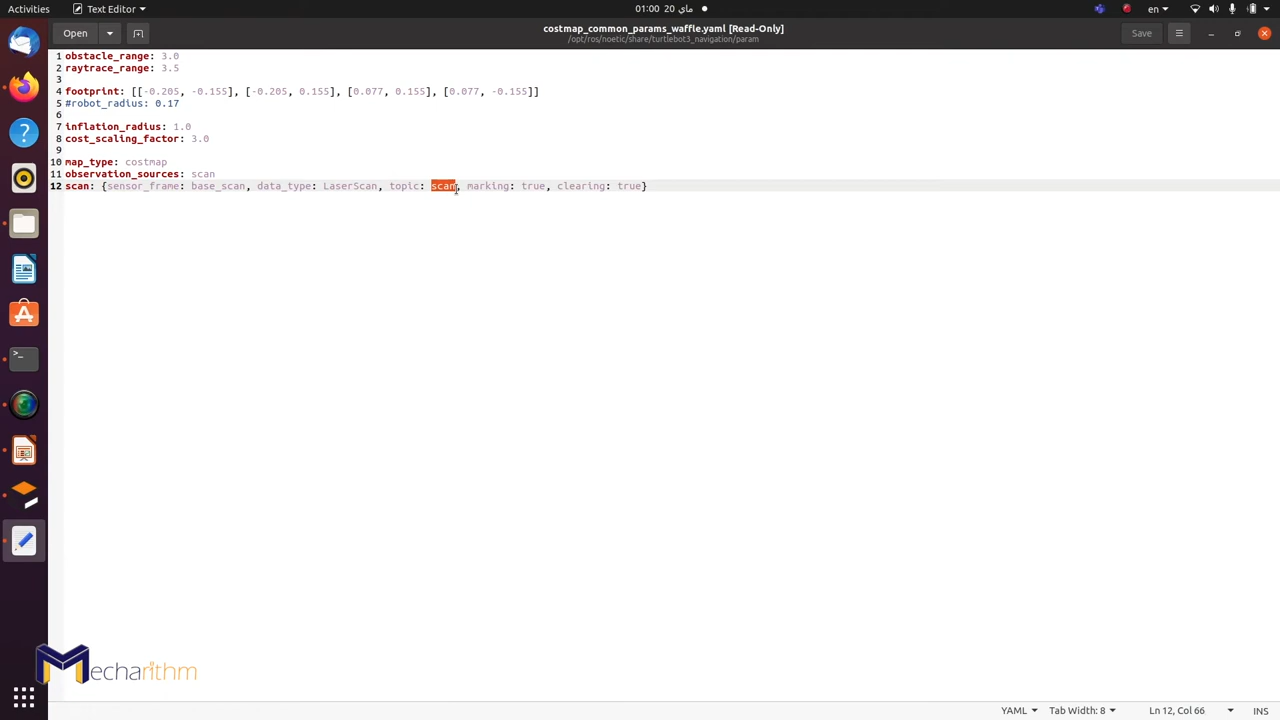 Activities
Text Editor
01:00 20 ماي
en
Open
costmap_common_params_waffle.yaml [Read-Only]
/opt/ros/noetic/share/turtlebot3_navigation/param
Save
1 obstacle_range: 3.0
2 raytrace_range: 3.5
3
4 footprint: [[-0.205, -0.155], [-0.205, 0.155], [0.077, 0.155], [0.077, -0.155]]
5 #robot_radius: 0.17
6
7 inflation_radius: 1.0
8 cost_scaling_factor: 3.0
9
10 map_type: costmap
11 observation_sources: scan
12 scan: {sensor_frame: base_scan, data_type: LaserScan, topic: scan, marking: true, clearing: true}
Mecharithm
YAML
Tab Width: 8
Ln 12, Col 66
INS